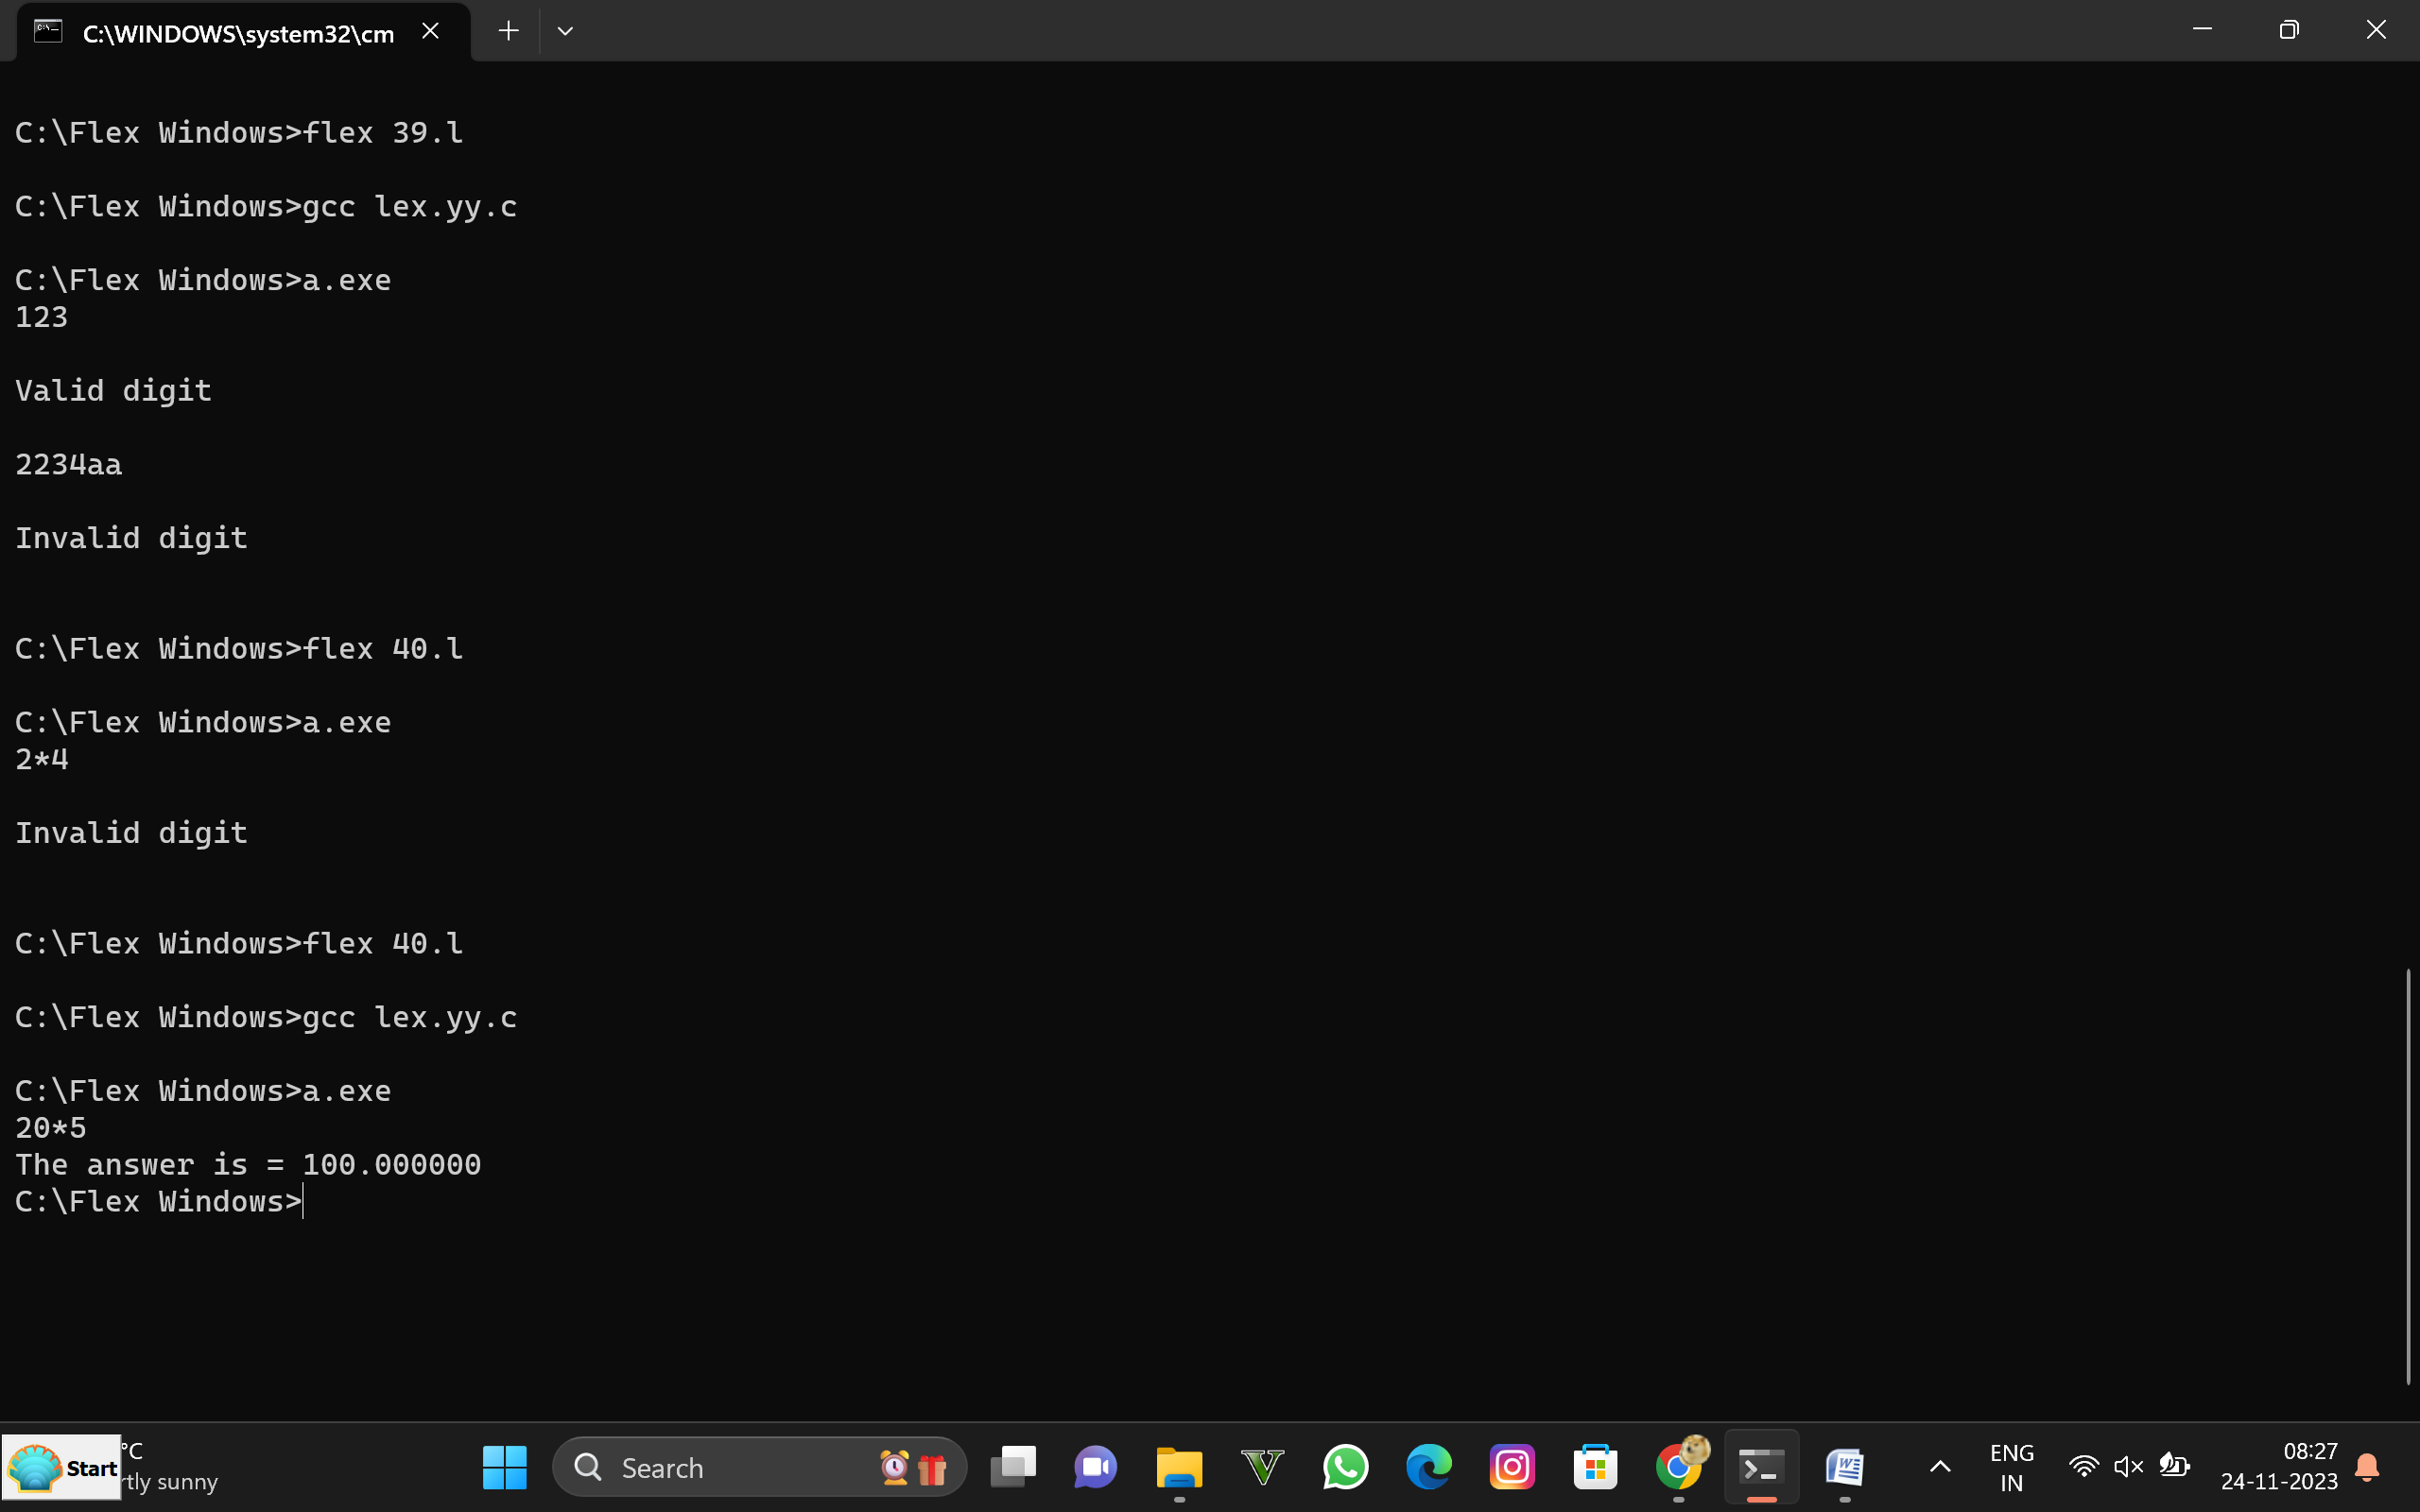 C:\WINDOWS\system32\cm
C:\Flex Windows>flex 39.l
C:\Flex Windows>gcc lex.yy.c
C:\Flex Windows>a.exe
123
Valid digit
2234aa
Invalid digit
C:\Flex Windows>flex 40.l
C:\Flex Windows>a.exe
2*4
Invalid digit
C:\Flex Windows>flex 40.l
C:\Flex Windows>gcc lex.yy.c
C:\Flex Windows>a.exe
20*5
The answer is = 100.000000
C:\Flex Windows>
Start
°C
tly sunny
Search
ENG
IN
08:27
24-11-2023